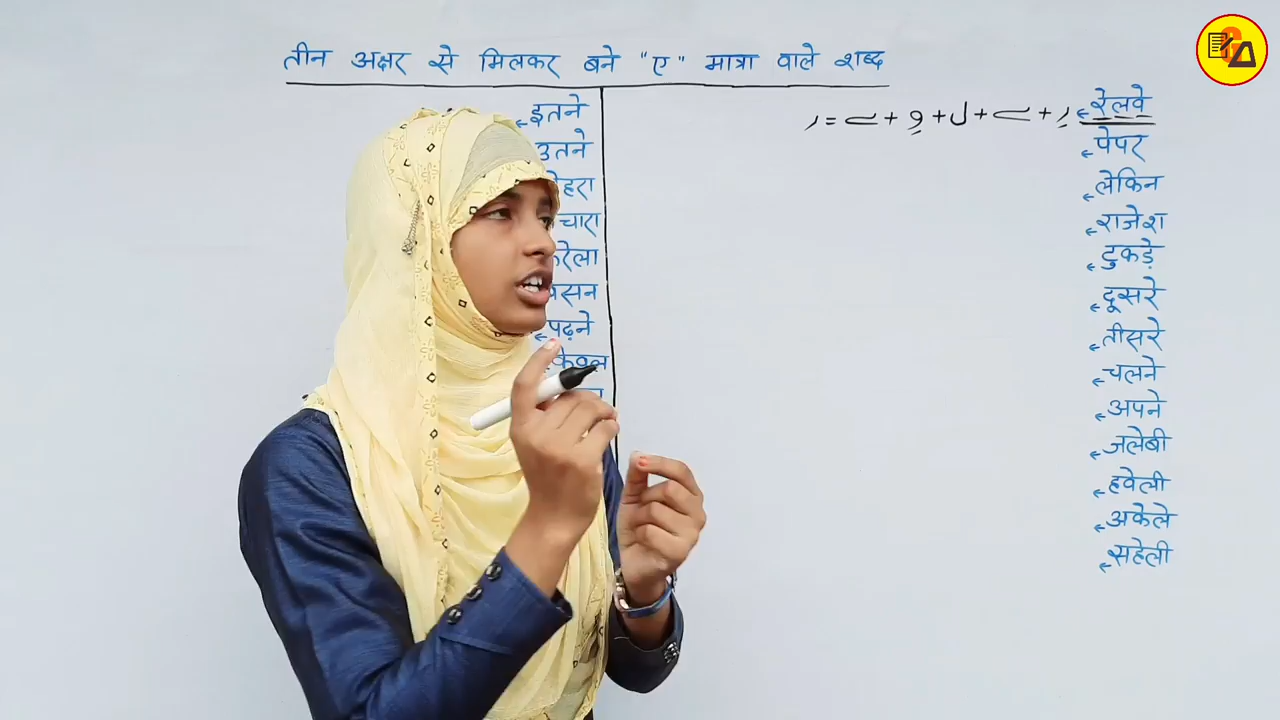 तीन अक्षर से मिलकर बने "ए" मात्रा वाले शब्द
इतने
उतने
चारा
पढ़ने
केवल
रेलवे
पेपर
लेकिन
राजेश
टुकड़े
दूसरे
तीसरे
चलने
अपने
जलेबी
हवेली
अकेले
सहेली